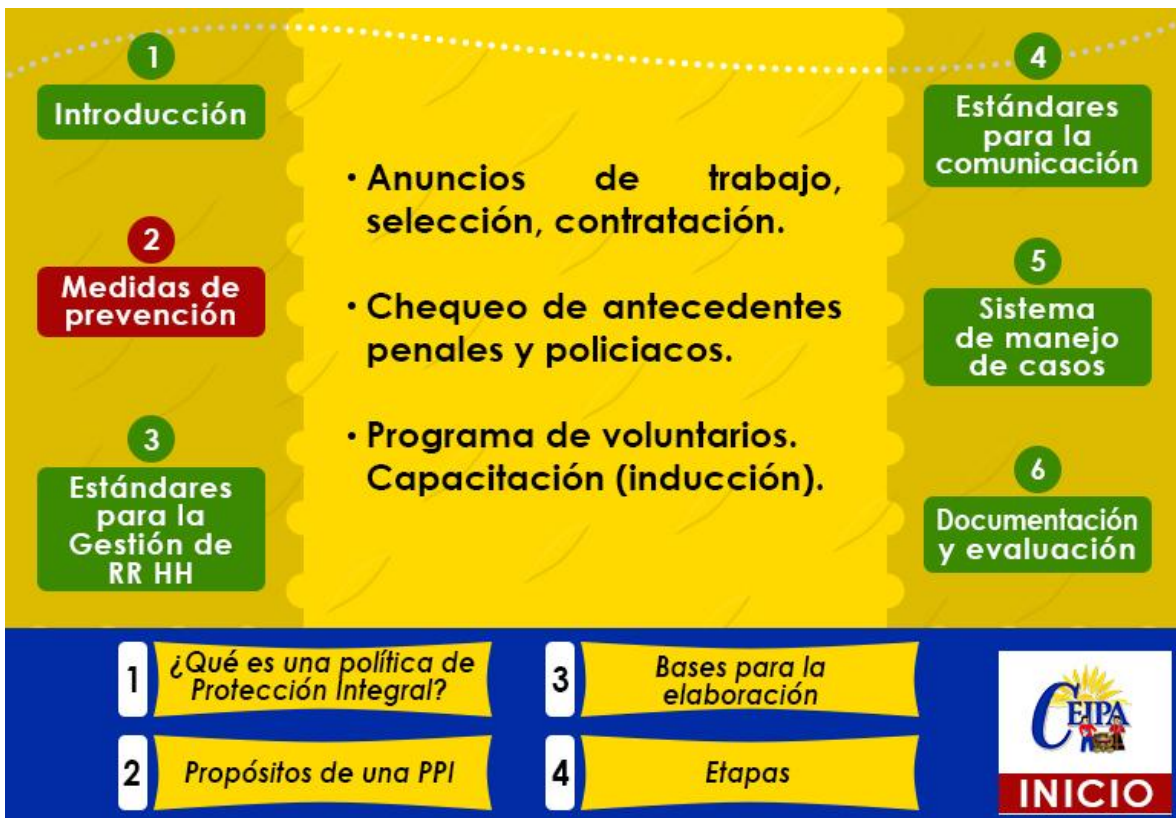 1
Introducción
2
Medidas de
prevención
3
Estándares
para la
Gestión de
RR HH
• Anuncios de trabajo,
selección, contratación.
• Chequeo de antecedentes
penales y policiacos.
• Programa de voluntarios.
Capacitación (inducción).
4
Estándares
para la
comunicación
5
Sistema
de manejo
de casos
6
Documentación
y evaluación
1
¿Qué es una política de
Protección Integral?
2
Propósitos de una PPI
3
Bases para la
elaboración
4
Etapas
CEIPA
INICIO